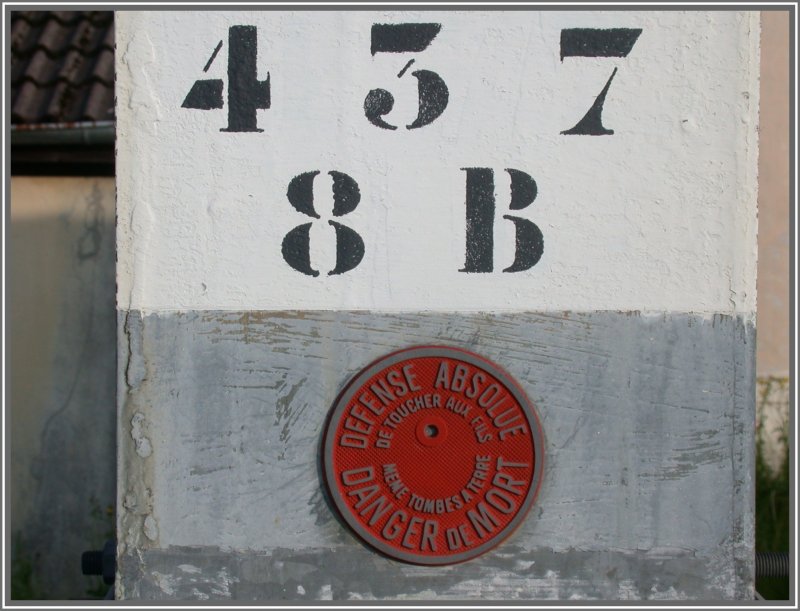 4 3 7
8 B
DEFENSE ABSOLUE
DE TOUCHER AUX FILS
MEME TOMBES A TERRE
DANGER DE MORT